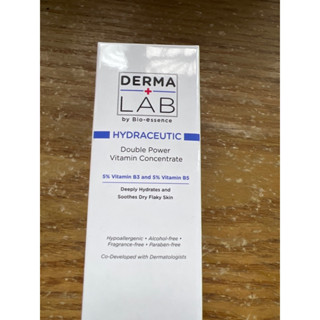 DERMA
LAB
by Bio-essence
HYDRACEUTIC
Double Power
Vitamin Concentrate
5% Vitamin B3 and 5% Vitamin B5
Deeply Hydrates and
Soothes Dry Flaky Skin
Hypoallergenic • Alcohol-free •
Fragrance-free • Paraben-free
Co-Developed with Dermatologists